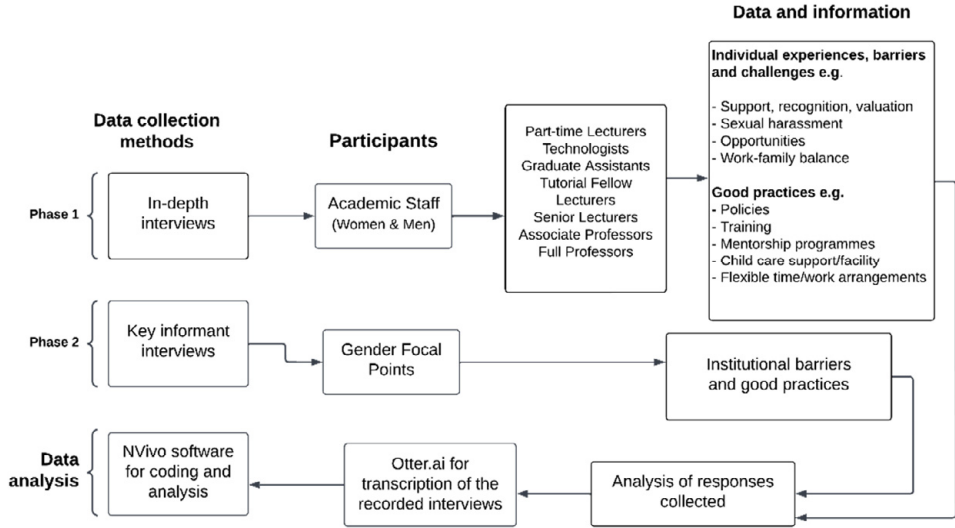 Data and information
Data collection
methods
Participants
Individual experiences, barriers
and challenges e.g.
- Support, recognition, valuation
- Sexual harassment
- Opportunities
- Work-family balance
Good practices e.g.
- Policies
- Training
- Mentorship programmes
- Child care support/facility
- Flexible time/work arrangements
Phase 1
In-depth
interviews
Academic Staff
(Women & Men)
Part-time Lecturers
Technologists
Graduate Assistants
Tutorial Fellow
Lecturers
Senior Lecturers
Associate Professors
Full Professors
Phase 2
Key informant
interviews
Gender Focal
Points
Institutional barriers
and good practices
Data
analysis
NVivo software
for coding and
analysis
Otter.ai for
transcription of the
recorded interviews
Analysis of responses
collected